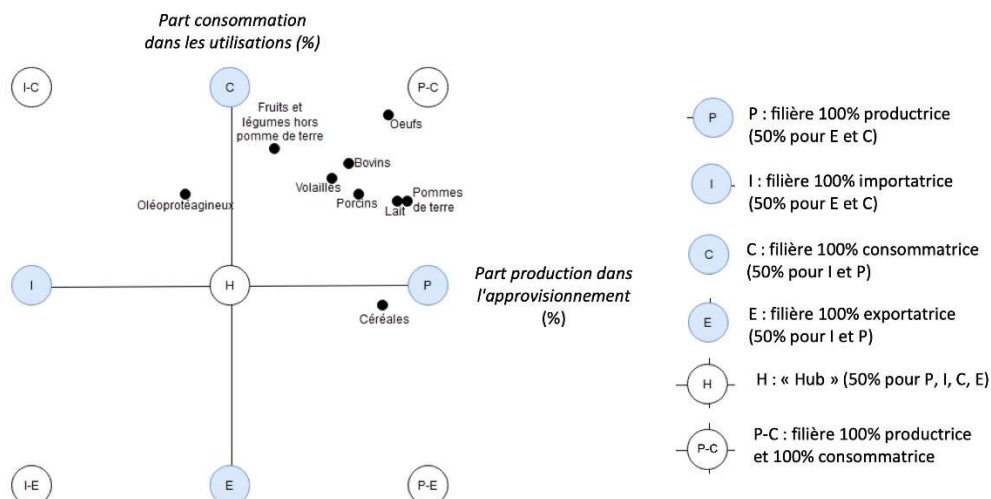 Part consommation
dans les utilisations (%)
I-C
C
P-C
Fruits et
légumes hors
pomme de terre
Oeufs
Bovins
Volailles
Oléoprotéagineux
Porcins
Lait
Pommes
de terre
I
H
P
Part production dans
l'approvisionnement
(%)
Céréales
I-E
E
P-E
P
P : filière 100% productrice
(50% pour E et C)
I
I : filière 100% importatrice
(50% pour E et C)
C
C : filière 100% consommatrice
(50% pour I et P)
E
E : filière 100% exportatrice
(50% pour I et P)
H
H : « Hub » (50% pour P, I, C, E)
P-C
P-C : filière 100% productrice
et 100% consommatrice